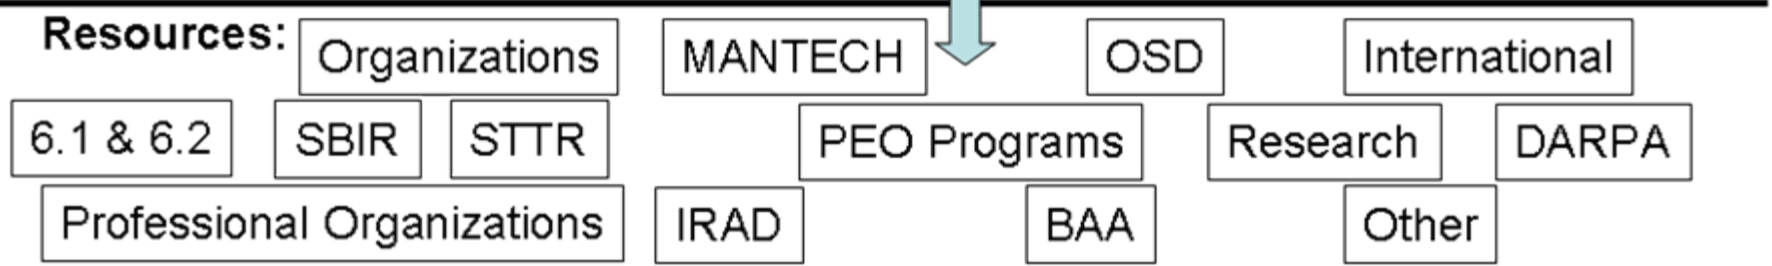 Resources: Organizations MANTECH OSD International
6.1 & 6.2 SBIR STTR PEO Programs Research DARPA
Professional Organizations IRAD BAA Other